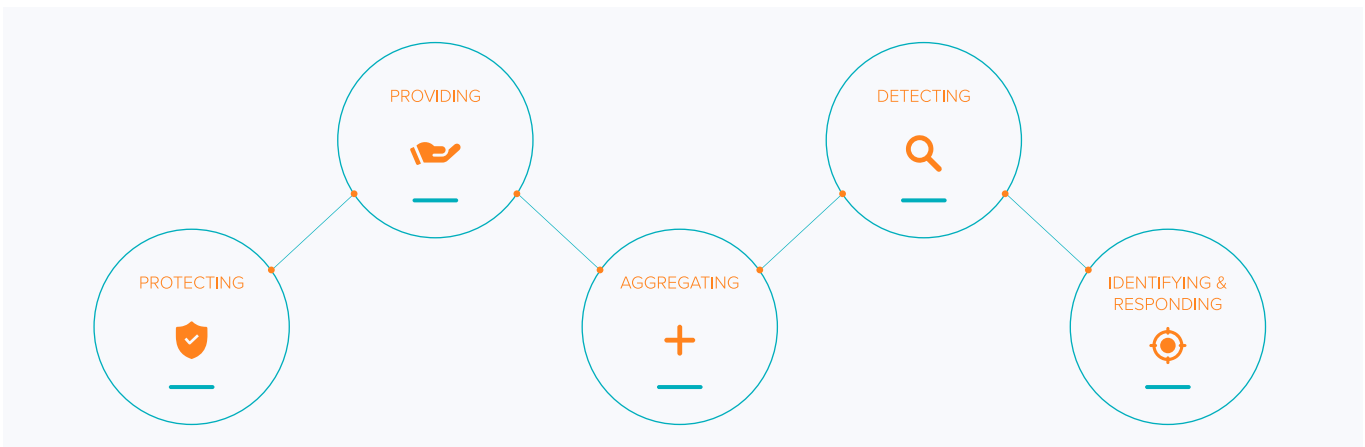 PROTECTING
PROVIDING
AGGREGATING
DETECTING
IDENTIFYING &
RESPONDING